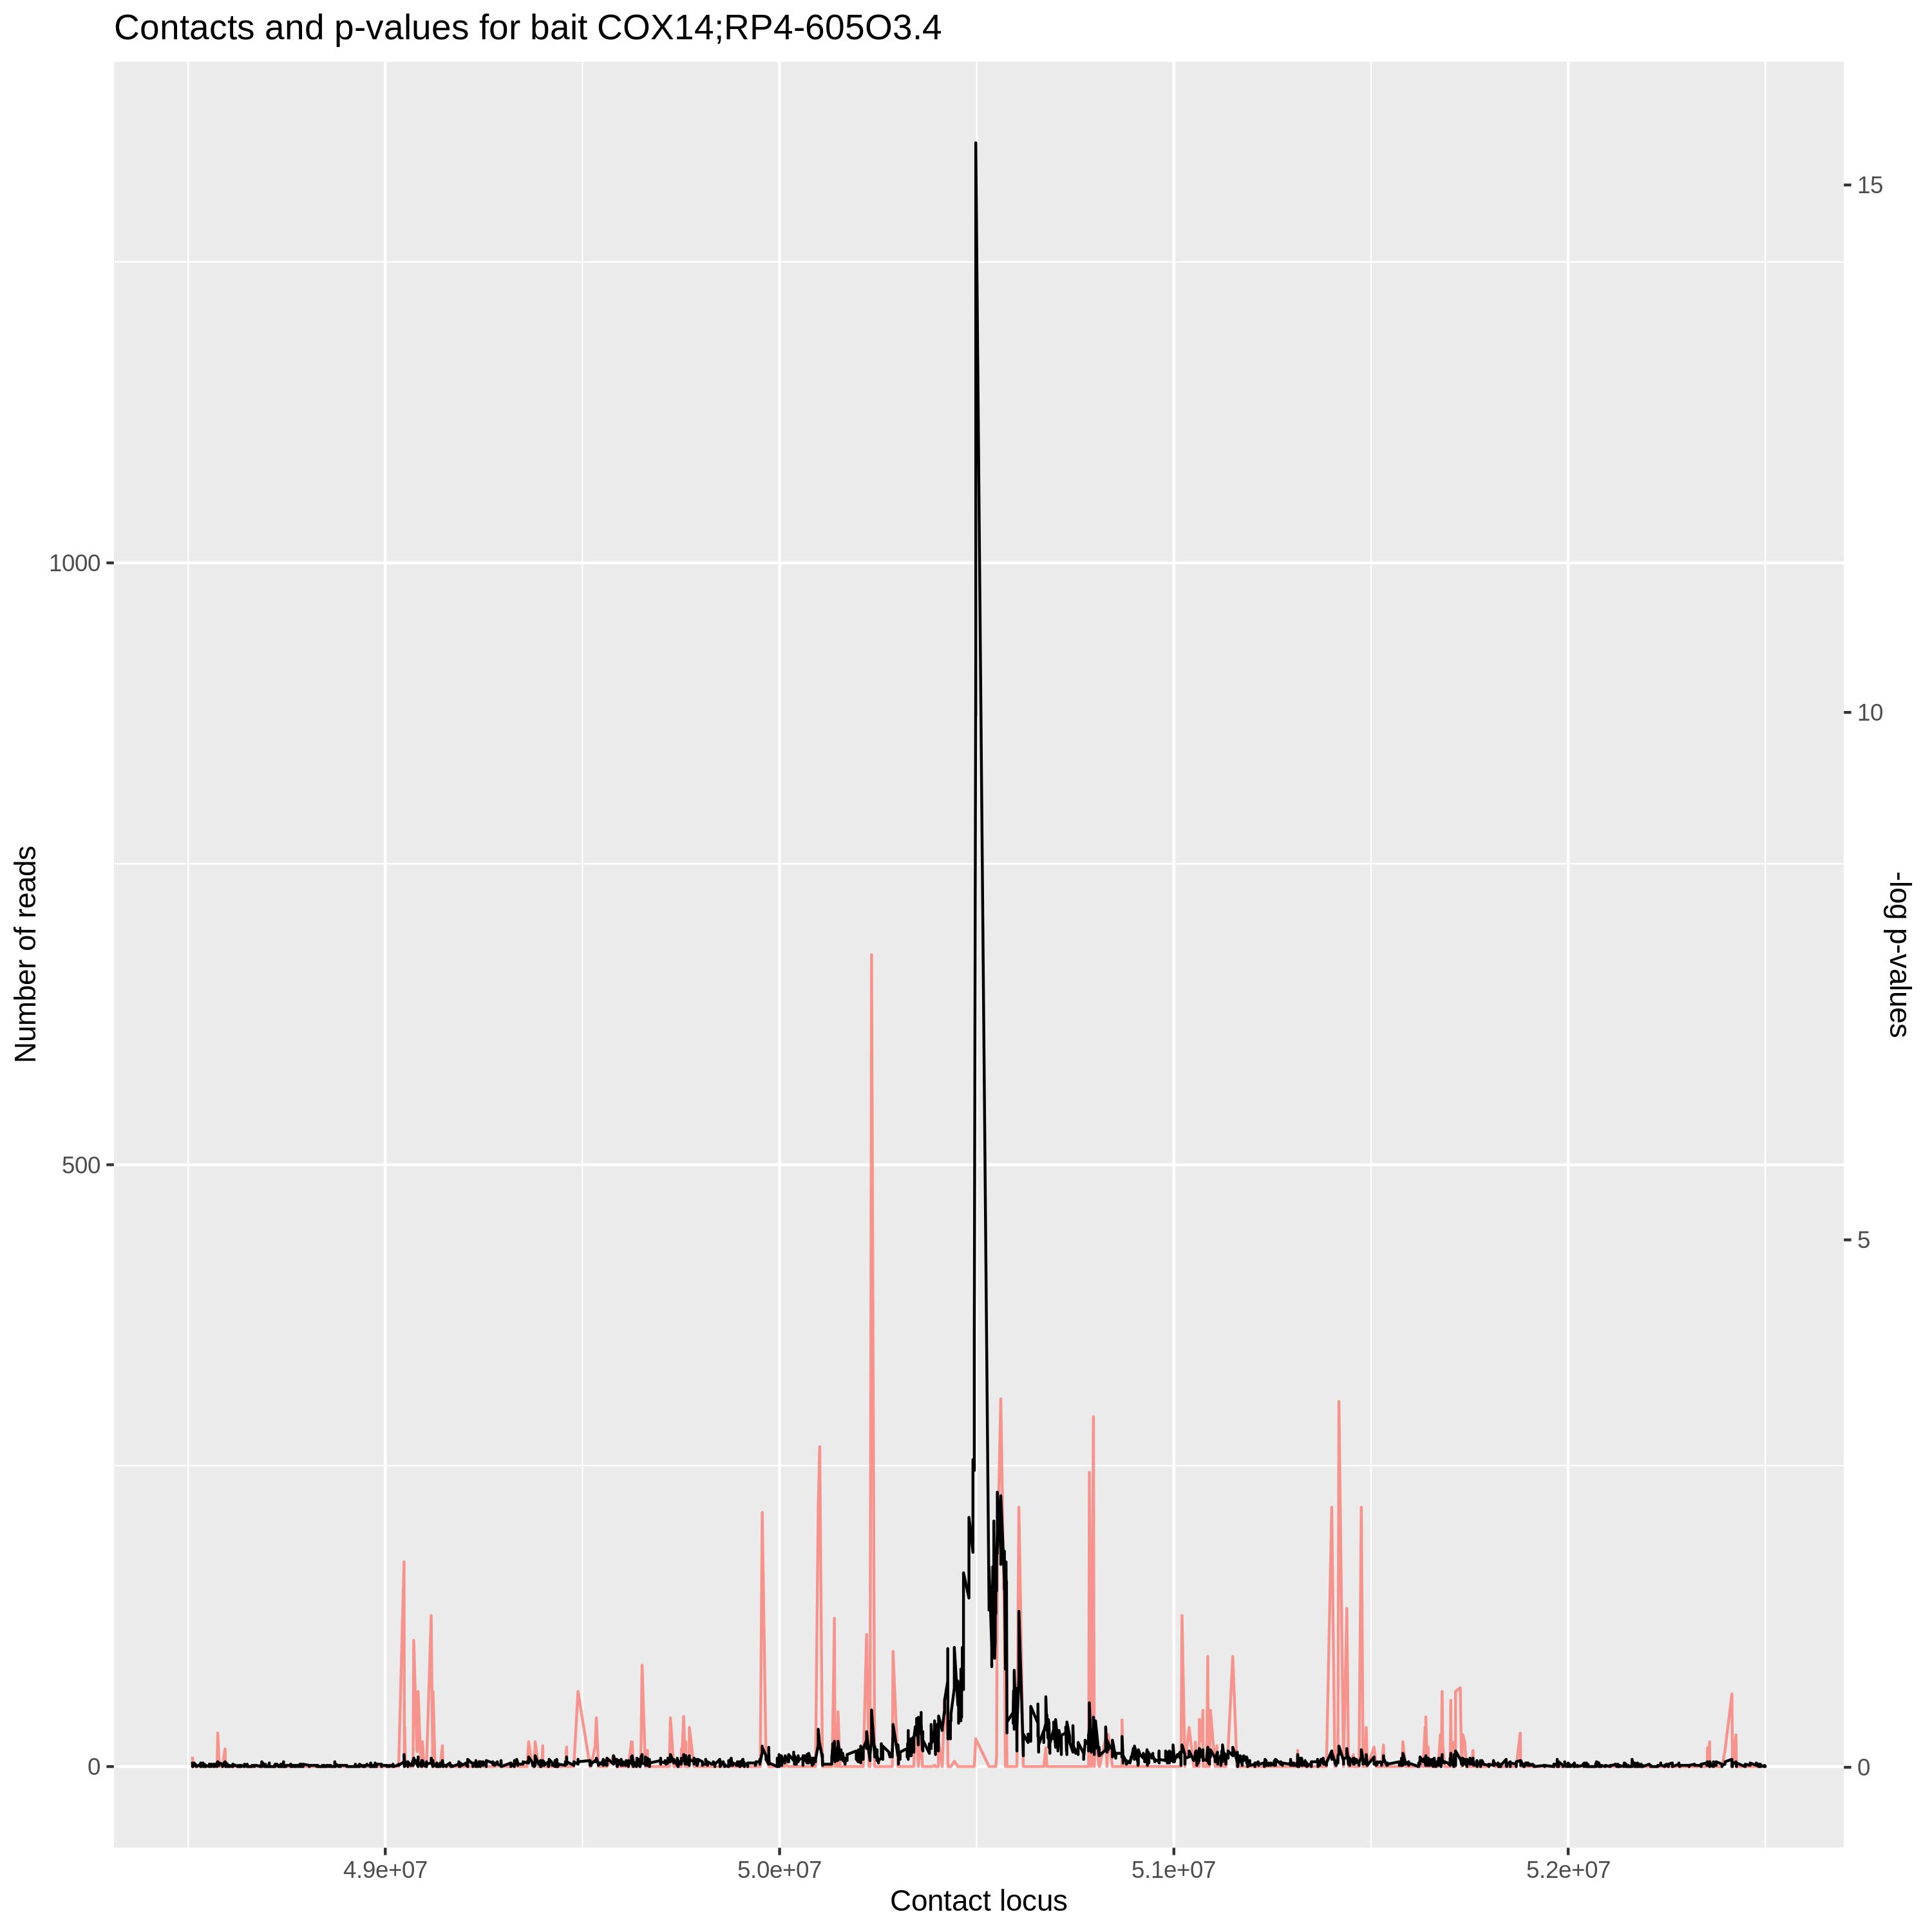 Contacts and p-values for bait COX14;RP4-605O3.4
15
1000
10
Number of reads
-log p-values
500
5
0
0
4.9e+07
5.0e+07
5.1e+07
5.2e+07
Contact locus